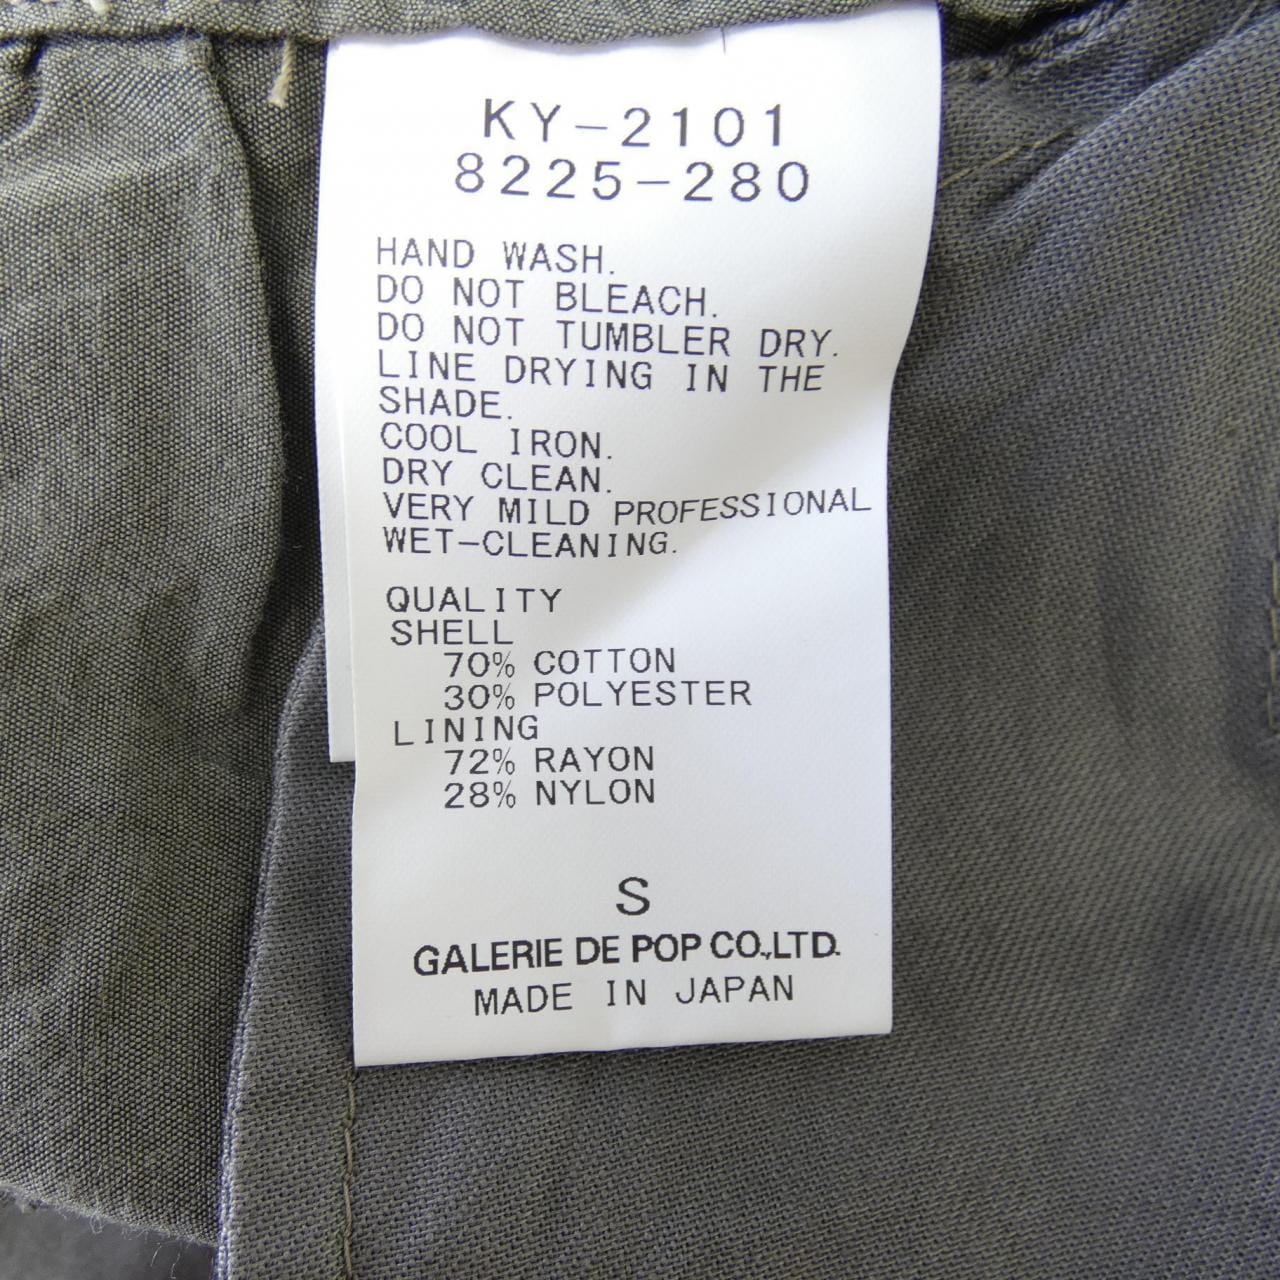 KY-2101
8225-280
HAND WASH.
DO NOT BLEACH.
DO NOT TUMBLER DRY.
LINE DRYING IN THE
SHADE.
COOL IRON.
DRY CLEAN.
VERY MILD PROFESSIONAL
WET-CLEANING.
QUALITY
SHELL
70% COTTON
30% POLYESTER
LINING
72% RAYON
28% NYLON
S
GALERIE DE POP CO.,LTD.
MADE IN JAPAN